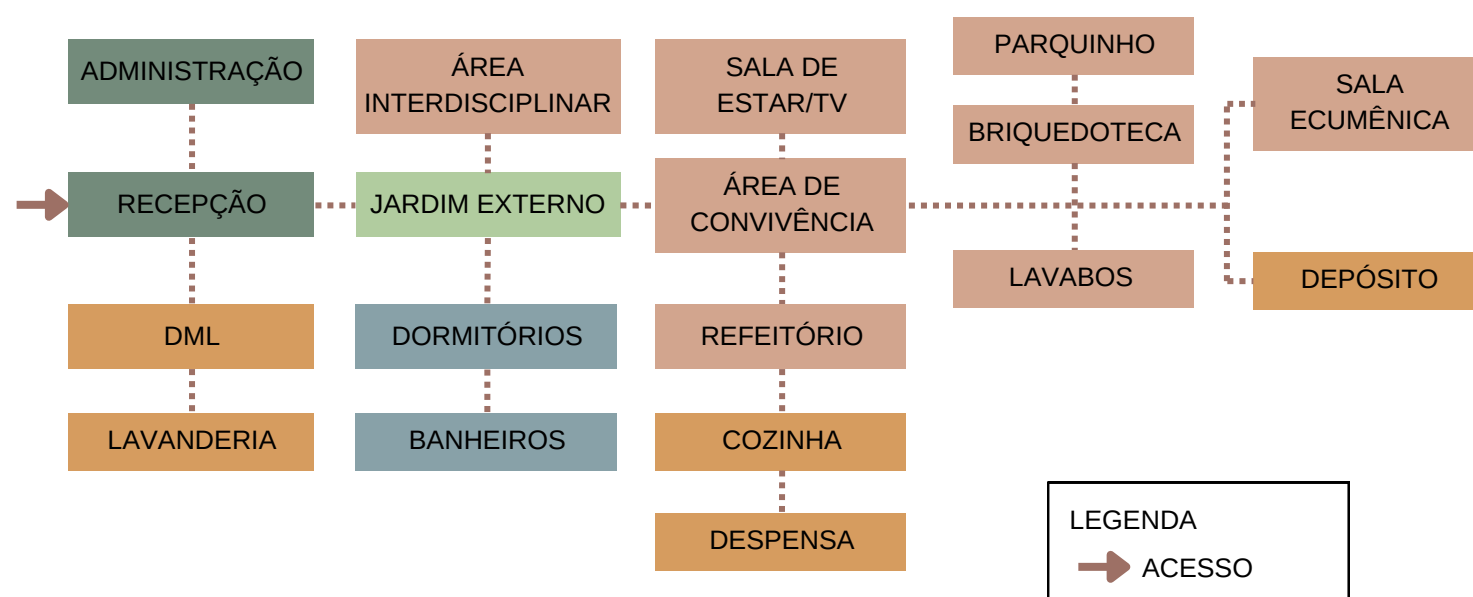 ADMINISTRAÇÃO
RECEPÇÃO
DML
LAVANDERIA
ÁREA
INTERDISCIPLINAR
JARDIM EXTERNO
DORMITÓRIOS
BANHEIROS
SALA DE
ESTAR/TV
ÁREA DE
CONVIVÊNCIA
REFEITÓRIO
COZINHA
DESPENSA
PARQUINHO
BRIQUEDOTECA
LAVABOS
SALA
ECUMÊNICA
DEPÓSITO
LEGENDA
ACESSO